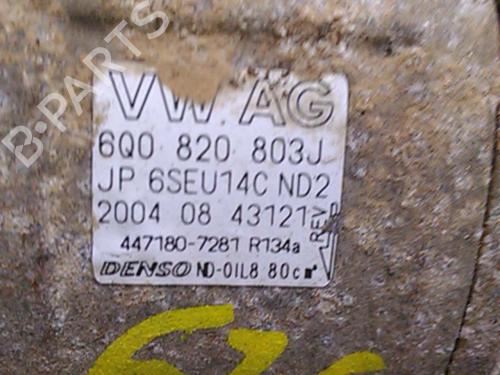 VW AG
6Q0 820 803J
JP 6SEU14C ND2
2004 08 43121
REV
447180-7281 R134a
DENSO ND-OIL8 80cm³
B-PARTS